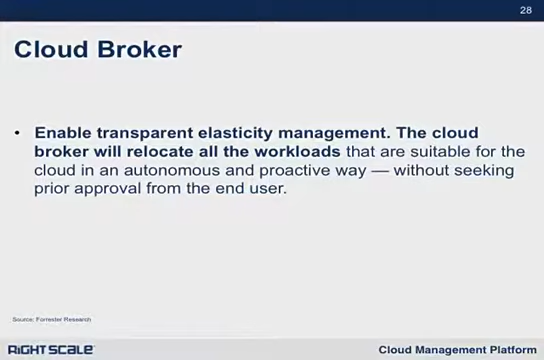 28
Cloud Broker
• Enable transparent elasticity management. The cloud
broker will relocate all the workloads that are suitable for the
cloud in an autonomous and proactive way — without seeking
prior approval from the end user.
Source: Forrester Research
RIGHTSCALE
Cloud Management Platform